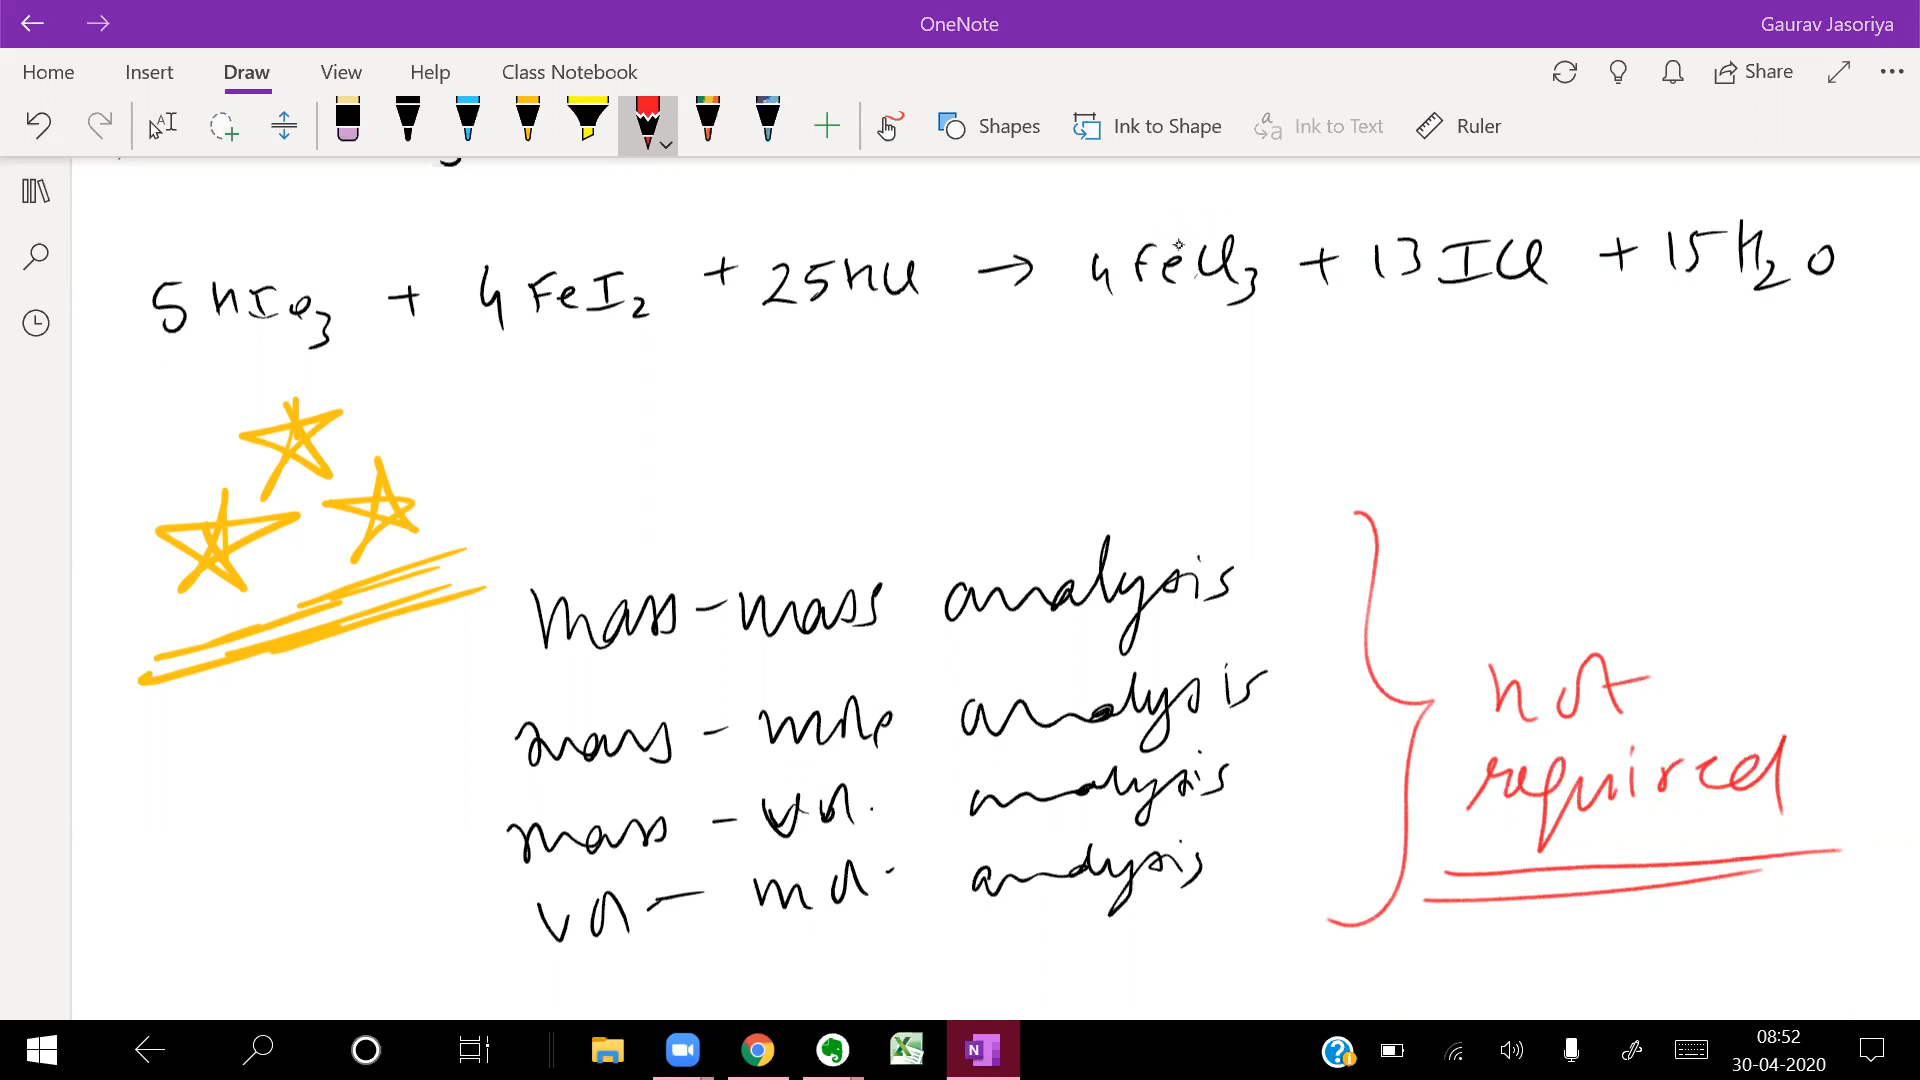 OneNote
Gaurav Jasoriya
Home Insert Draw View Help Class Notebook
Share
Shapes Ink to Shape Ink to Text Ruler
5 HIO₃ + 4 FeI₂ + 25 HCl → 4 FeCl₃ + 13 ICl + 15 H₂O
mass - mass analysis
mass - mole analysis
mass - vol. analysis
vol - mol. analysis
not
required
08:52
30-04-2020